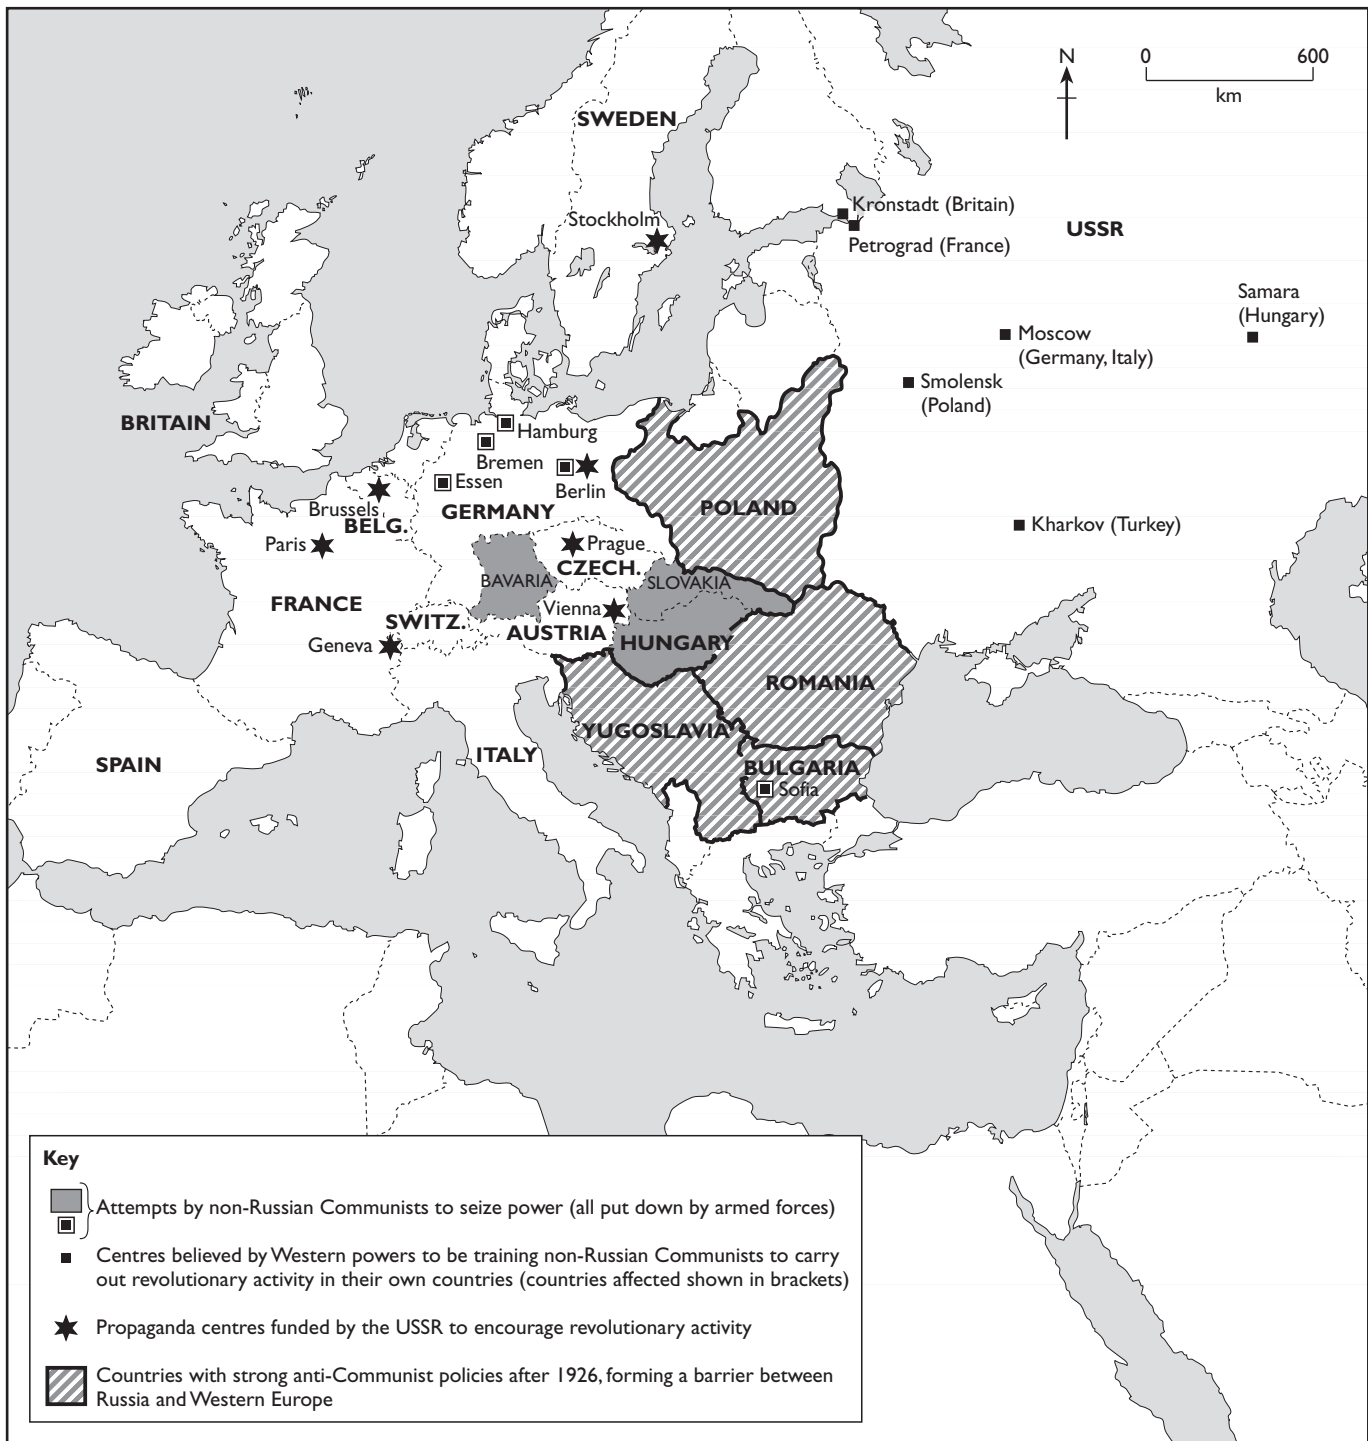 N
0 600
km
SWEDEN
Stockholm
Kronstadt (Britain)
Petrograd (France)
USSR
Samara
(Hungary)
Moscow
(Germany, Italy)
Smolensk
(Poland)
BRITAIN
Hamburg
Bremen
Essen
Berlin
Brussels
BELG.
GERMANY
POLAND
Kharkov (Turkey)
Paris
Prague
CZECH.
BAVARIA
SLOVAKIA
FRANCE
SWITZ.
Vienna
AUSTRIA
HUNGARY
Geneva
ROMANIA
YUGOSLAVIA
ITALY
SPAIN
BULGARIA
Sofia
Key
Attempts by non-Russian Communists to seize power (all put down by armed forces)
Centres believed by Western powers to be training non-Russian Communists to carry
out revolutionary activity in their own countries (countries affected shown in brackets)
Propaganda centres funded by the USSR to encourage revolutionary activity
Countries with strong anti-Communist policies after 1926, forming a barrier between
Russia and Western Europe